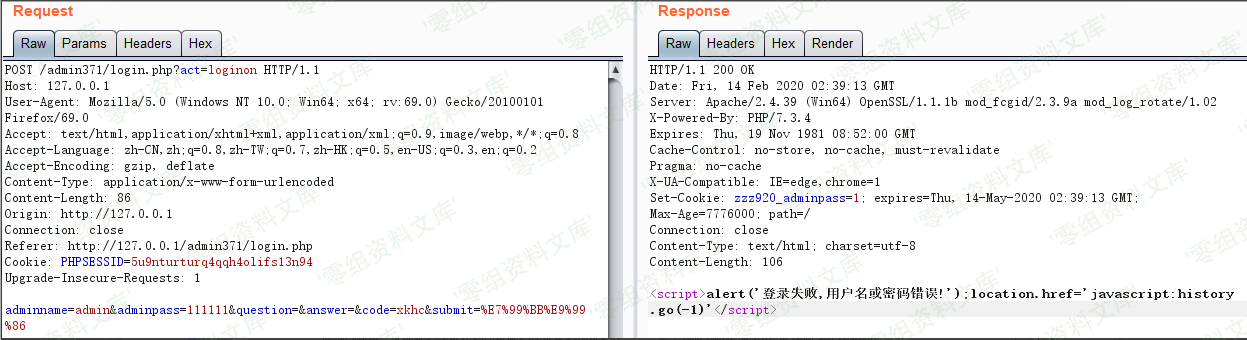 Request
Raw Params Headers Hex
POST /admin371/login.php?act=loginon HTTP/1.1
Host: 127.0.0.1
User-Agent: Mozilla/5.0 (Windows NT 10.0; Win64; x64; rv:69.0) Gecko/20100101
Firefox/69.0
Accept: text/html,application/xhtml+xml,application/xml;q=0.9,image/webp,*/*;q=0.8
Accept-Language: zh-CN,zh;q=0.8,zh-TW;q=0.7,zh-HK;q=0.5,en-US;q=0.3,en;q=0.2
Accept-Encoding: gzip, deflate
Content-Type: application/x-www-form-urlencoded
Content-Length: 86
Origin: http://127.0.0.1
Connection: close
Referer: http://127.0.0.1/admin371/login.php
Cookie: PHPSESSID=5u9nturturq4qqh4olifs13n94
Upgrade-Insecure-Requests: 1
adminname=admin&adminpass=111111&question=&answer=&code=xkhc&submit=%E7%99%BB%E9%99
%86
Response
Raw Headers Hex Render
HTTP/1.1 200 OK
Date: Fri, 14 Feb 2020 02:39:13 GMT
Server: Apache/2.4.39 (Win64) OpenSSL/1.1.1b mod_fcgid/2.3.9a mod_log_rotate/1.02
X-Powered-By: PHP/7.3.4
Expires: Thu, 19 Nov 1981 08:52:00 GMT
Cache-Control: no-store, no-cache, must-revalidate
Pragma: no-cache
X-UA-Compatible: IE=edge,chrome=1
Set-Cookie: zzz920_adminpass=1; expires=Thu, 14-May-2020 02:39:13 GMT;
Max-Age=7776000; path=/
Connection: close
Content-Type: text/html; charset=utf-8
Content-Length: 106
<script>alert('登录失败,用户名或密码错误!');location.href='javascript:history
.go(-1)'</script>
'零组资料文库'